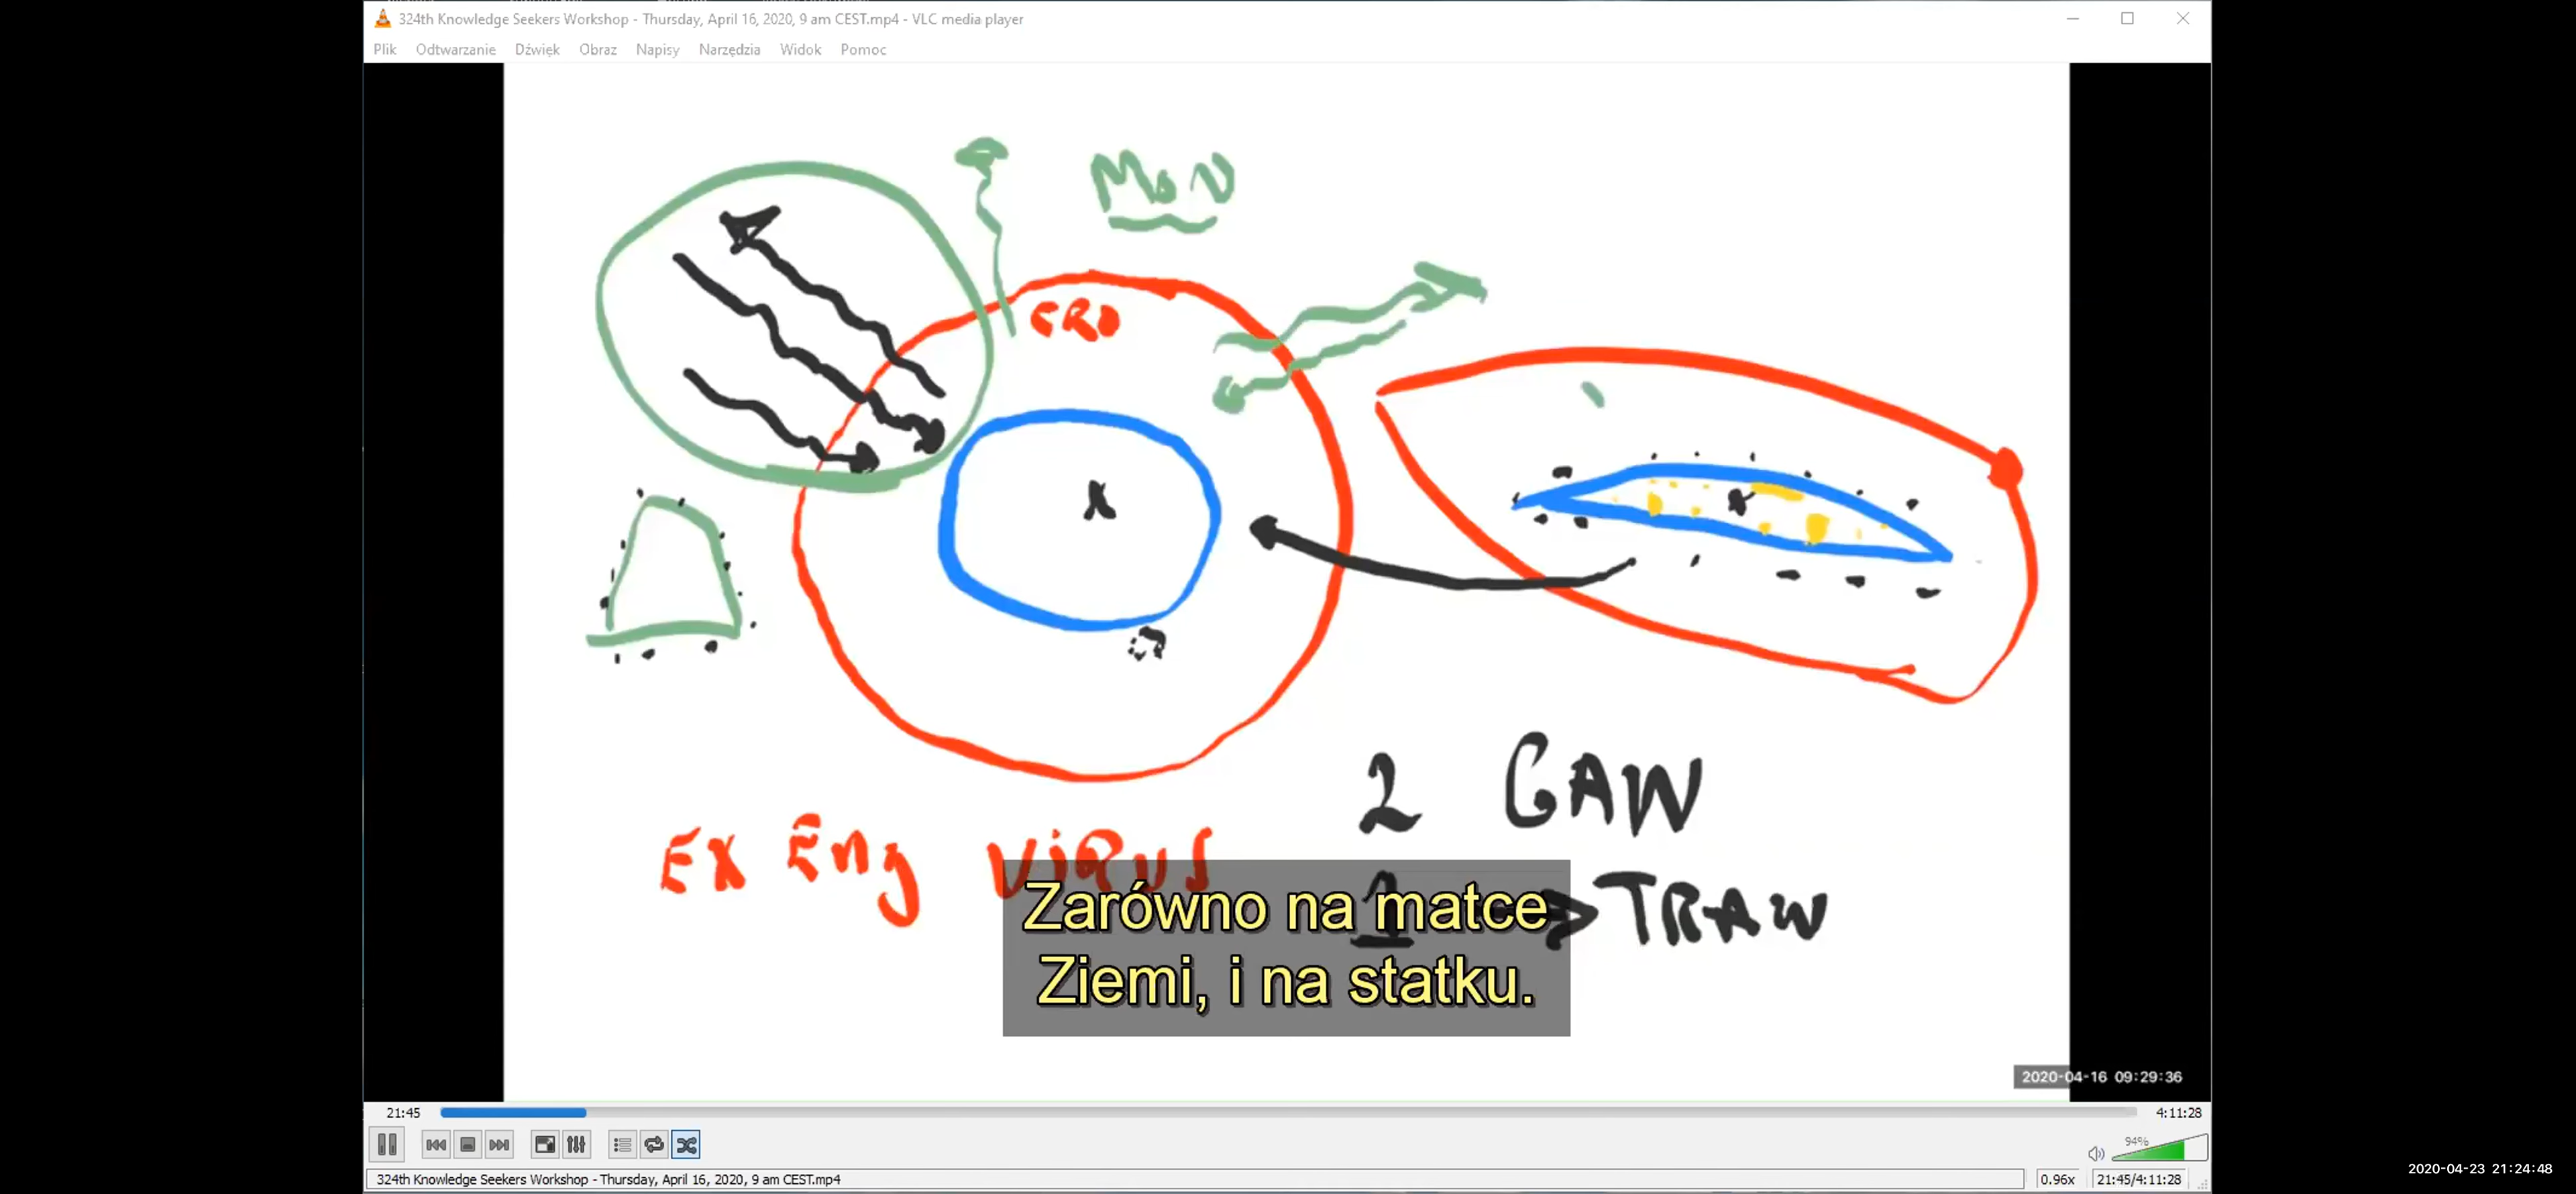 324th Knowledge Seekers Workshop - Thursday, April 16, 2020, 9 am CEST.mp4 - VLC media player
Plik Odtwarzanie Dźwięk Obraz Napisy Narzędzia Widok Pomoc
EX Eng ViRUS
2 GAW
1 > TRAW
Zarówno na matce
Ziemi, i na statku.
2020-04-16 09:29:36
21:45
4:11:28
94%
324th Knowledge Seekers Workshop - Thursday, April 16, 2020, 9 am CEST.mp4
0.96x
21:45/4:11:28
2020-04-23 21:24:48